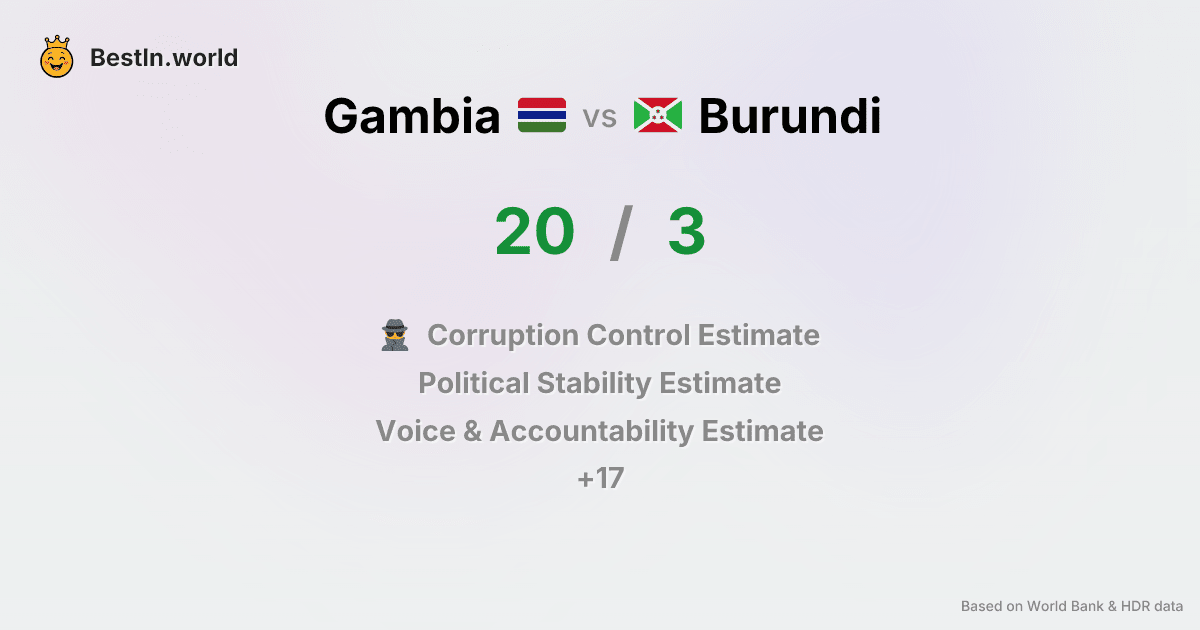 BestIn.world
Gambia vs Burundi
20 / 3
Corruption Control Estimate
Political Stability Estimate
Voice & Accountability Estimate
+17
Based on World Bank & HDR data